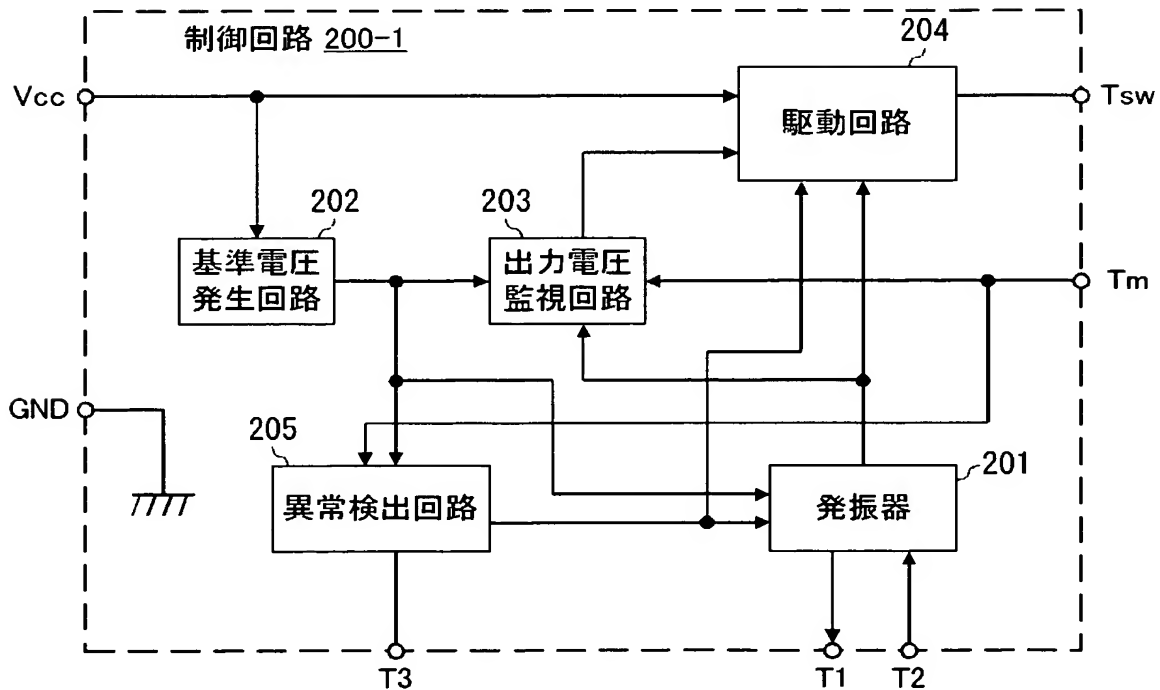 制御回路 200-1
204
Vcc
駆動回路
Tsw
202
203
基準電圧
発生回路
出力電圧
監視回路
Tm
GND
205
201
異常検出回路
発振器
T3
T1
T2